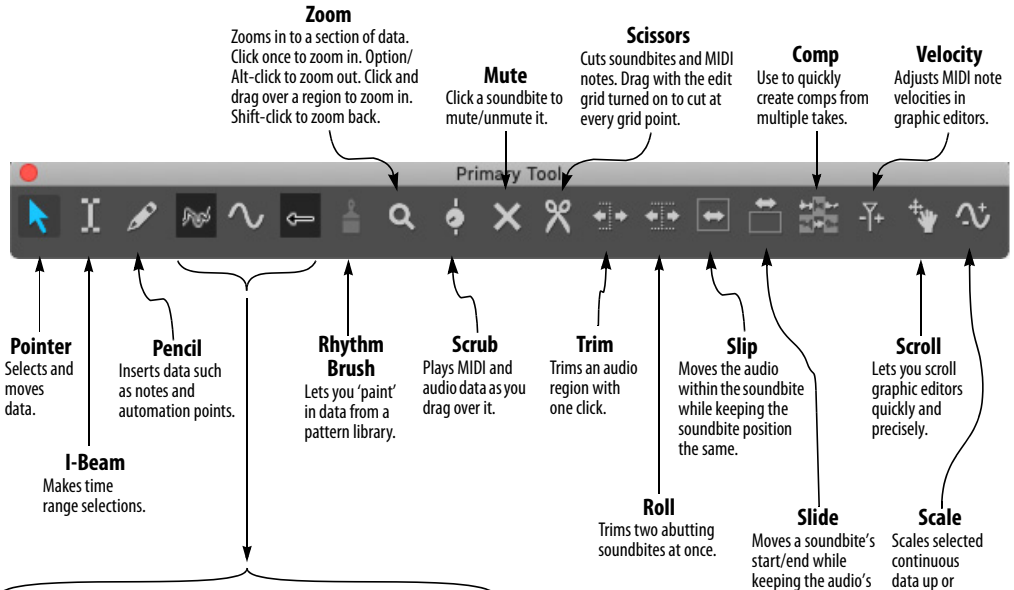 Zoom
Zooms in to a section of data.
Click once to zoom in. Option/
Alt-click to zoom out. Click and
drag over a region to zoom in.
Shift-click to zoom back.
Mute
Click a soundbite to
mute/unmute it.
Scissors
Cuts soundbites and MIDI
notes. Drag with the edit
grid turned on to cut at
every grid point.
Comp
Use to quickly
create comps from
multiple takes.
Velocity
Adjusts MIDI note
velocities in
graphic editors.
Primary Tool
Pointer
Selects and
moves
data.
I-Beam
Makes time
range selections.
Pencil
Inserts data such
as notes and
automation points.
Rhythm
Brush
Lets you 'paint'
in data from a
pattern library.
Scrub
Plays MIDI and
audio data as you
drag over it.
Trim
Trims an audio
region with
one click.
Roll
Trims two abutting
soundbites at once.
Slip
Moves the audio
within the soundbite
while keeping the
soundbite position
the same.
Slide
Moves a soundbite's
start/end while
keeping the audio's
Scroll
Lets you scroll
graphic editors
quickly and
precisely.
Scale
Scales selected
continuous
data up or